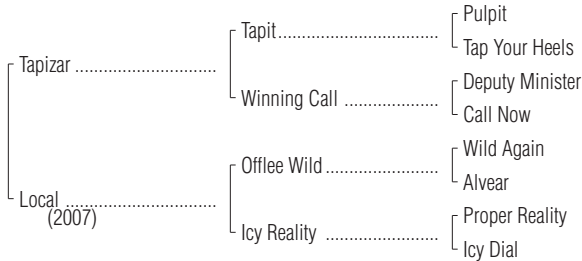 Pulpit
Tapit
Tap Your Heels
Tapizar
Deputy Minister
Winning Call
Call Now
Wild Again
Offlee Wild
Alvear
Local
(2007)
Proper Reality
Icy Reality
Icy Dial